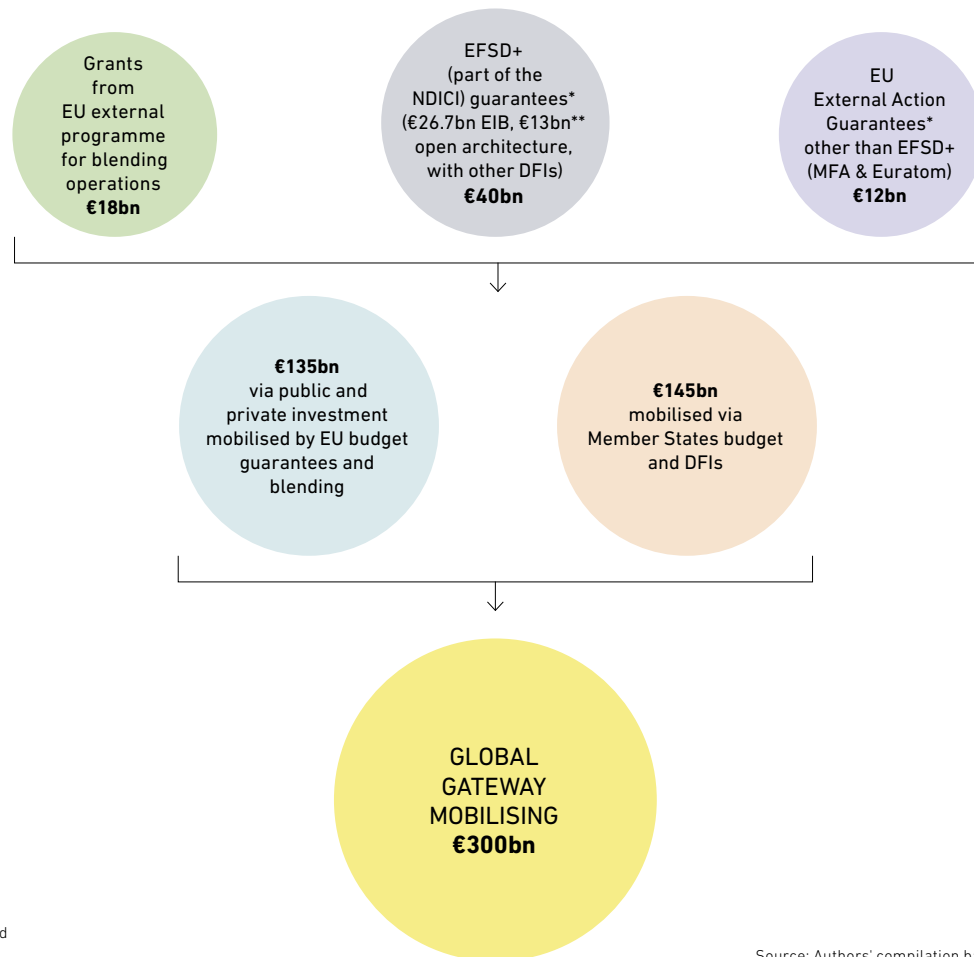 Grants
from
EU external
programme
for blending
operations
€18bn
EFSD+
(part of the
NDICI) guarantees*
(€26.7bn EIB, €13bn**
open architecture,
with other DFIs)
€40bn
EU
External Action
Guarantees*
other than EFSD+
(MFA & Euratom)
€12bn
€135bn
via public and
private investment
mobilised by EU budget
guarantees and
blending
€145bn
mobilised via
Member States budget
and DFIs
GLOBAL
GATEWAY
MOBILISING
€300bn
d
Source: Authors' compilation b